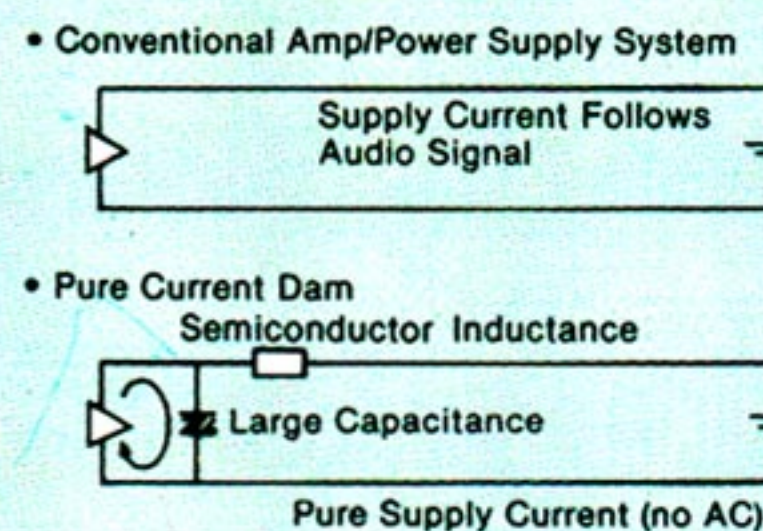 • Conventional Amp/Power Supply System
Supply Current Follows
Audio Signal
• Pure Current Dam
Semiconductor Inductance
Large Capacitance
Pure Supply Current (no AC)